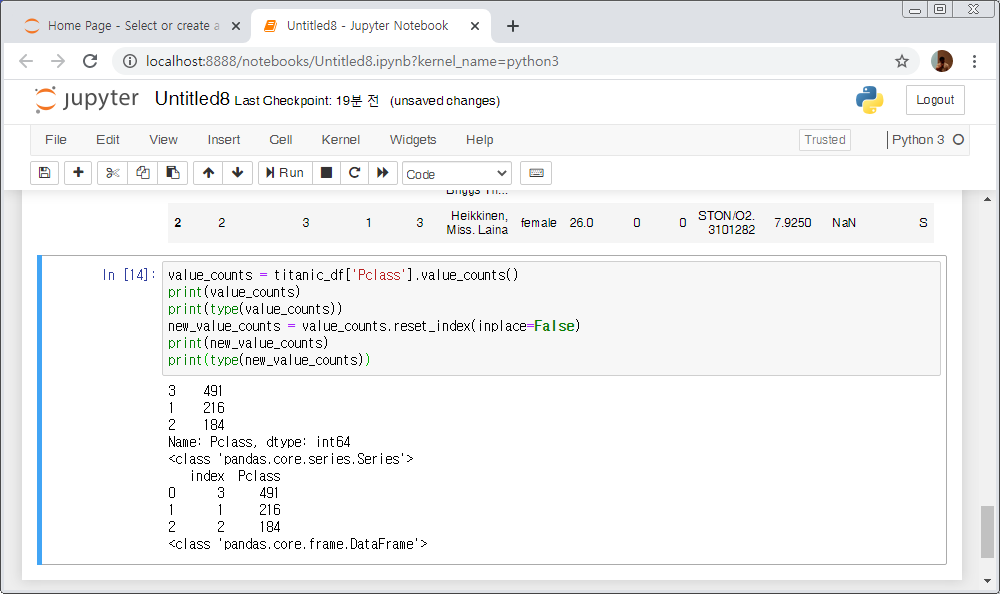 Home Page - Select or create a
Untitled8 - Jupyter Notebook
localhost:8888/notebooks/Untitled8.ipynb?kernel_name=python3
jupyter Untitled8 Last Checkpoint: 19분 전 (unsaved changes)
Logout
File Edit View Insert Cell Kernel Widgets Help
Trusted
Python 3
Run
Code
2 2 3 1 3 Heikkinen, Miss. Laina female 26.0 0 0 STON/O2. 3101282 7.9250 NaN S
In [14]:
value_counts = titanic_df['Pclass'].value_counts()
print(value_counts)
print(type(value_counts))
new_value_counts = value_counts.reset_index(inplace=False)
print(new_value_counts)
print(type(new_value_counts))
3 491
1 216
2 184
Name: Pclass, dtype: int64
<class 'pandas.core.series.Series'>
index Pclass
0 3 491
1 1 216
2 2 184
<class 'pandas.core.frame.DataFrame'>